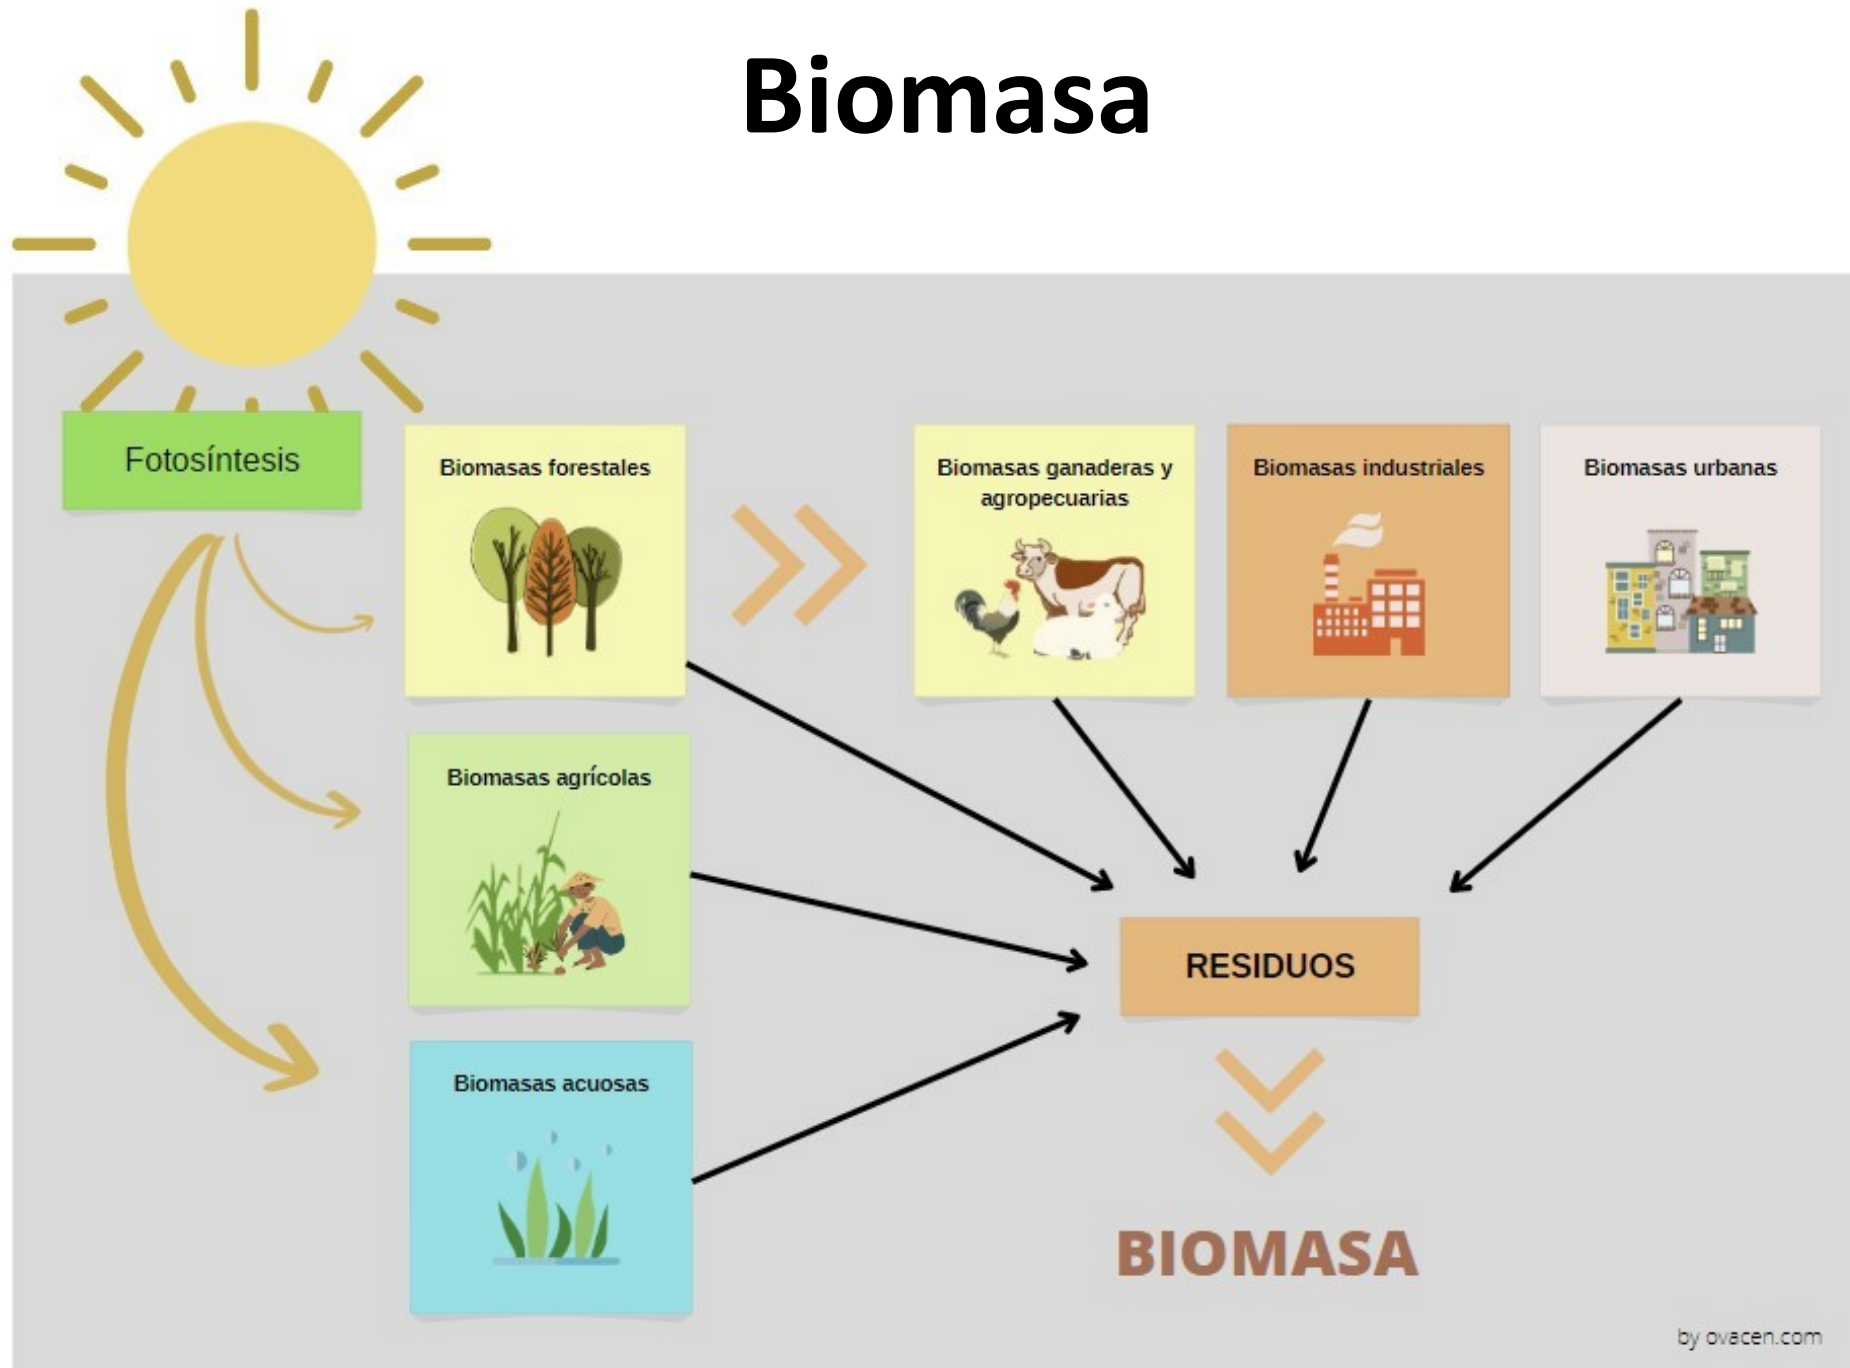 Biomasa
Fotosíntesis
Biomasas forestales
Biomasas ganaderas y
agropecuarias
Biomasas industriales
Biomasas urbanas
Biomasas agrícolas
RESIDUOS
Biomasas acuosas
BIOMASA
by ovacen.com